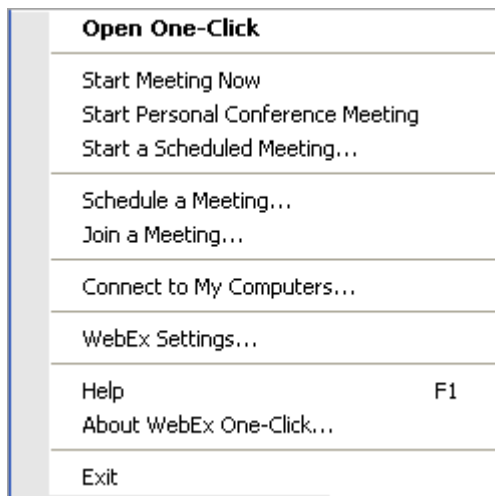 Open One-Click
Start Meeting Now
Start Personal Conference Meeting
Start a Scheduled Meeting...
Schedule a Meeting...
Join a Meeting...
Connect to My Computers...
WebEx Settings...
Help F1
About WebEx One-Click...
Exit